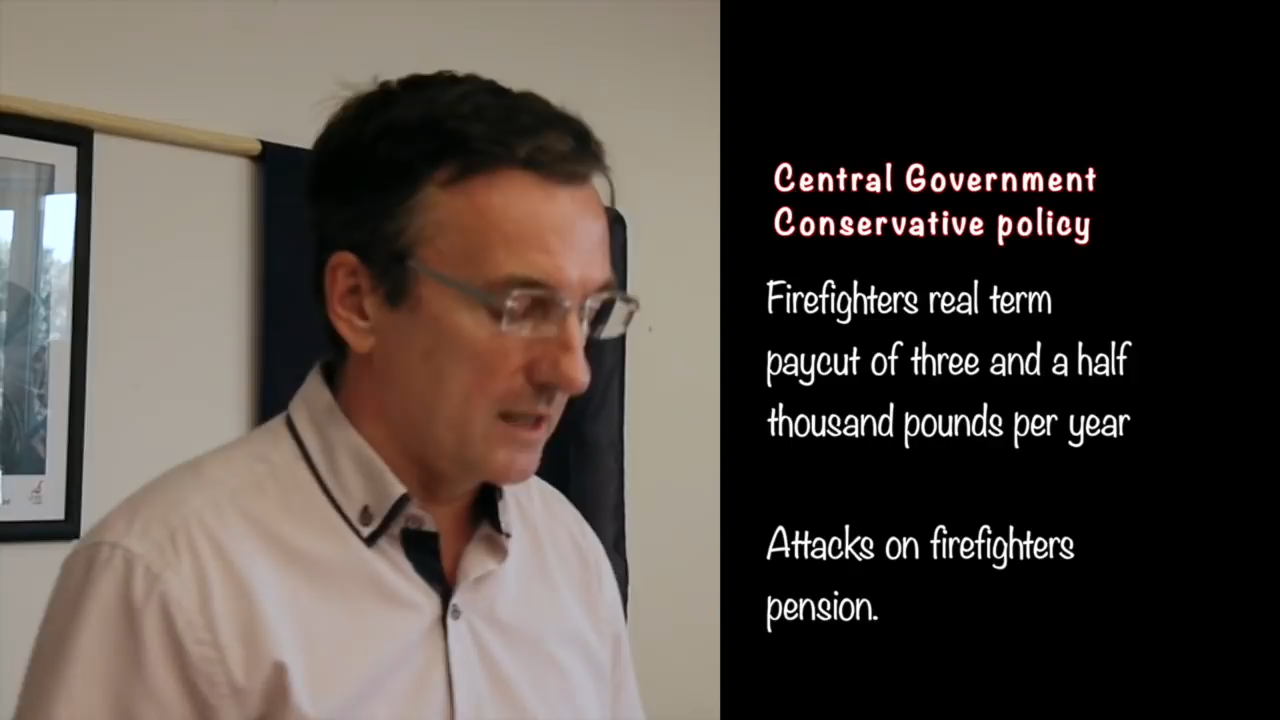 Central Government
Conservative policy
Firefighters real term
paycut of three and a half
thousand pounds per year
Attacks on firefighters
pension.